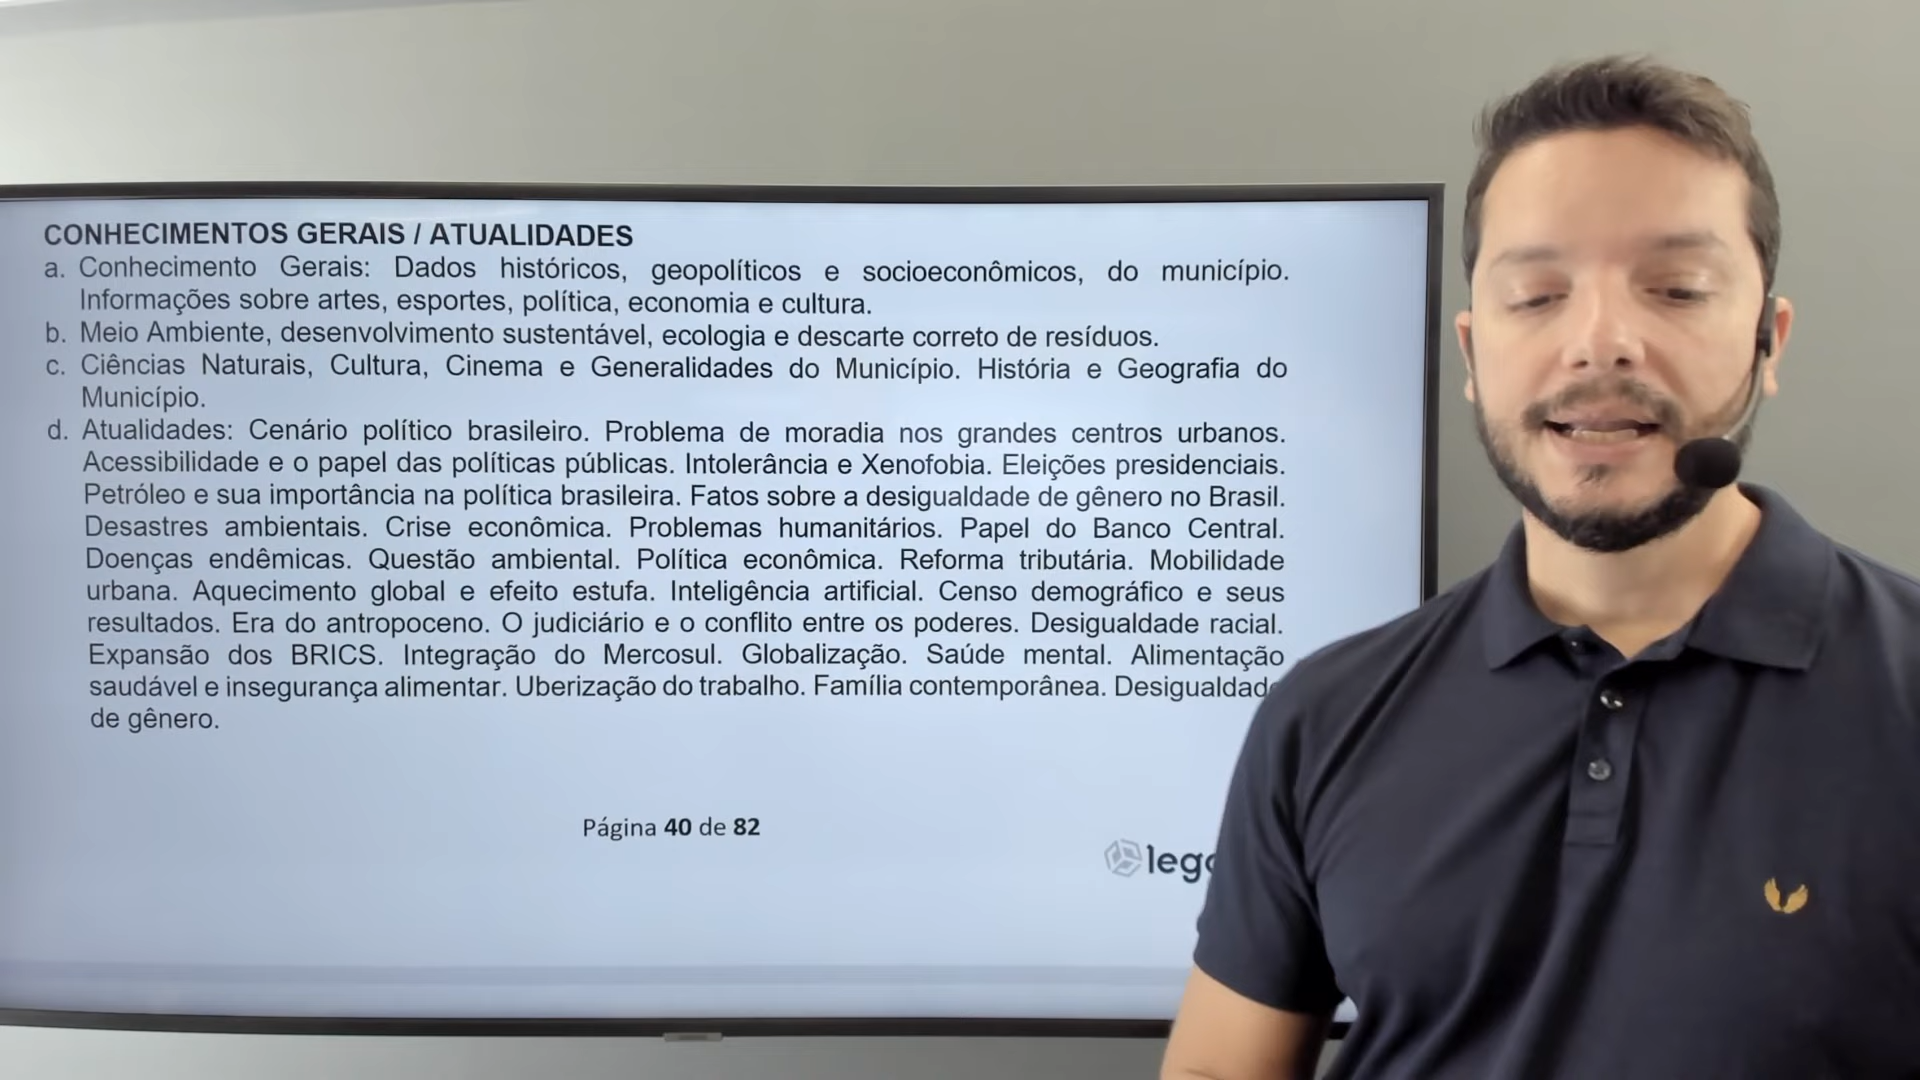 CONHECIMENTOS GERAIS / ATUALIDADES
a. Conhecimento Gerais: Dados históricos, geopolíticos e socioeconômicos, do município.
Informações sobre artes, esportes, política, economia e cultura.
b. Meio Ambiente, desenvolvimento sustentável, ecologia e descarte correto de resíduos.
c. Ciências Naturais, Cultura, Cinema e Generalidades do Município. História e Geografia do
Município.
d. Atualidades: Cenário político brasileiro. Problema de moradia nos grandes centros urbanos.
Acessibilidade e o papel das políticas públicas. Intolerância e Xenofobia. Eleições presidenciais.
Petróleo e sua importância na política brasileira. Fatos sobre a desigualdade de gênero no Brasil.
Desastres ambientais. Crise econômica. Problemas humanitários. Papel do Banco Central.
Doenças endêmicas. Questão ambiental. Política econômica. Reforma tributária. Mobilidade
urbana. Aquecimento global e efeito estufa. Inteligência artificial. Censo demográfico e seus
resultados. Era do antropoceno. O judiciário e o conflito entre os poderes. Desigualdade racial.
Expansão dos BRICS. Integração do Mercosul. Globalização. Saúde mental. Alimentação
saudável e insegurança alimentar. Uberização do trabalho. Família contemporânea. Desigualdade
de gênero.
Página 40 de 82